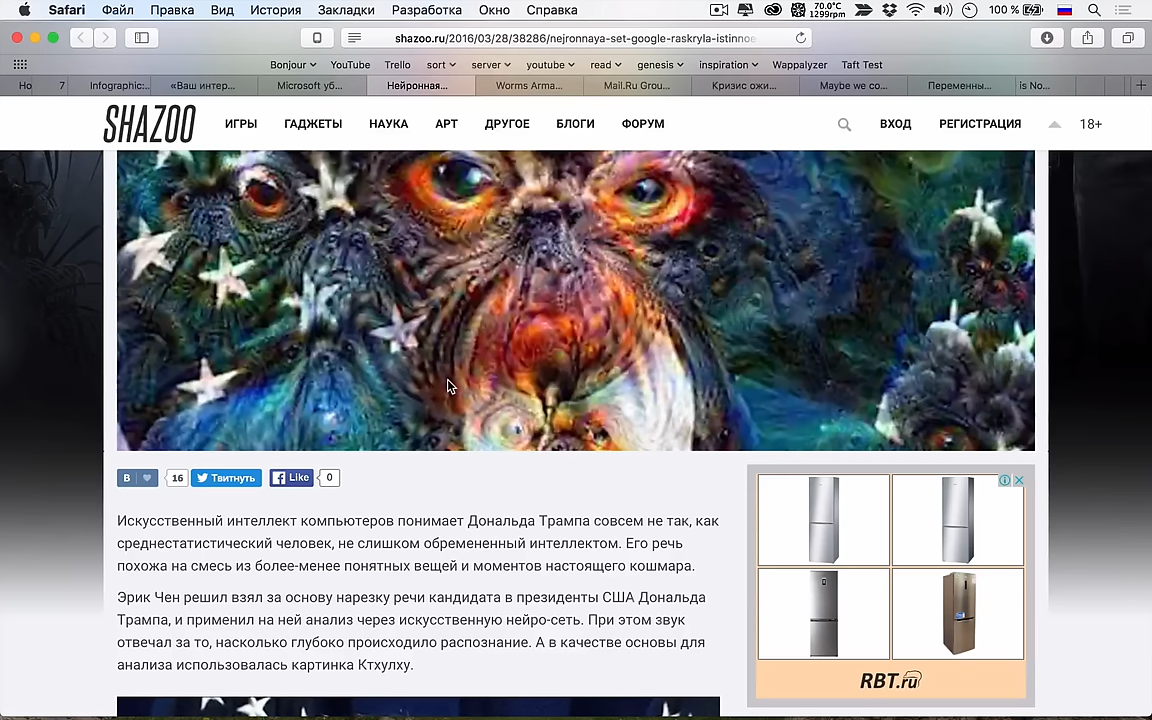 Safari Файл Правка Вид История Закладки Разработка Окно Справка 70.0°C 1299rpm 100 %
shazoo.ru/2016/03/28/38286/nejronnaya-set-google-raskryla-istinnoe
Bonjour YouTube Trello sort server youtube read genesis inspiration Wappalyzer Taft Test
Но 7 Infographic:.. «Ваш интер... Microsoft уб... Нейронная... Worms Arma... Mail.Ru Grou... Кризис ожи... Maybe we co... Переменны... is No...
SHAZOO ИГРЫ ГАДЖЕТЫ НАУКА АРТ ДРУГОЕ БЛОГИ ФОРУМ ВХОД РЕГИСТРАЦИЯ 18+
B 16 Твитнуть Like 0
Искусственный интеллект компьютеров понимает Дональда Трампа совсем не так, как
среднестатистический человек, не слишком обремененный интеллектом. Его речь
похожа на смесь из более-менее понятных вещей и моментов настоящего кошмара.
Эрик Чен решил взял за основу нарезку речи кандидата в президенты США Дональда
Трампа, и применил на ней анализ через искусственную нейро-сеть. При этом звук
отвечал за то, насколько глубоко происходило распознание. А в качестве основы для
анализа использовалась картинка Ктхулху.
RBT.ru